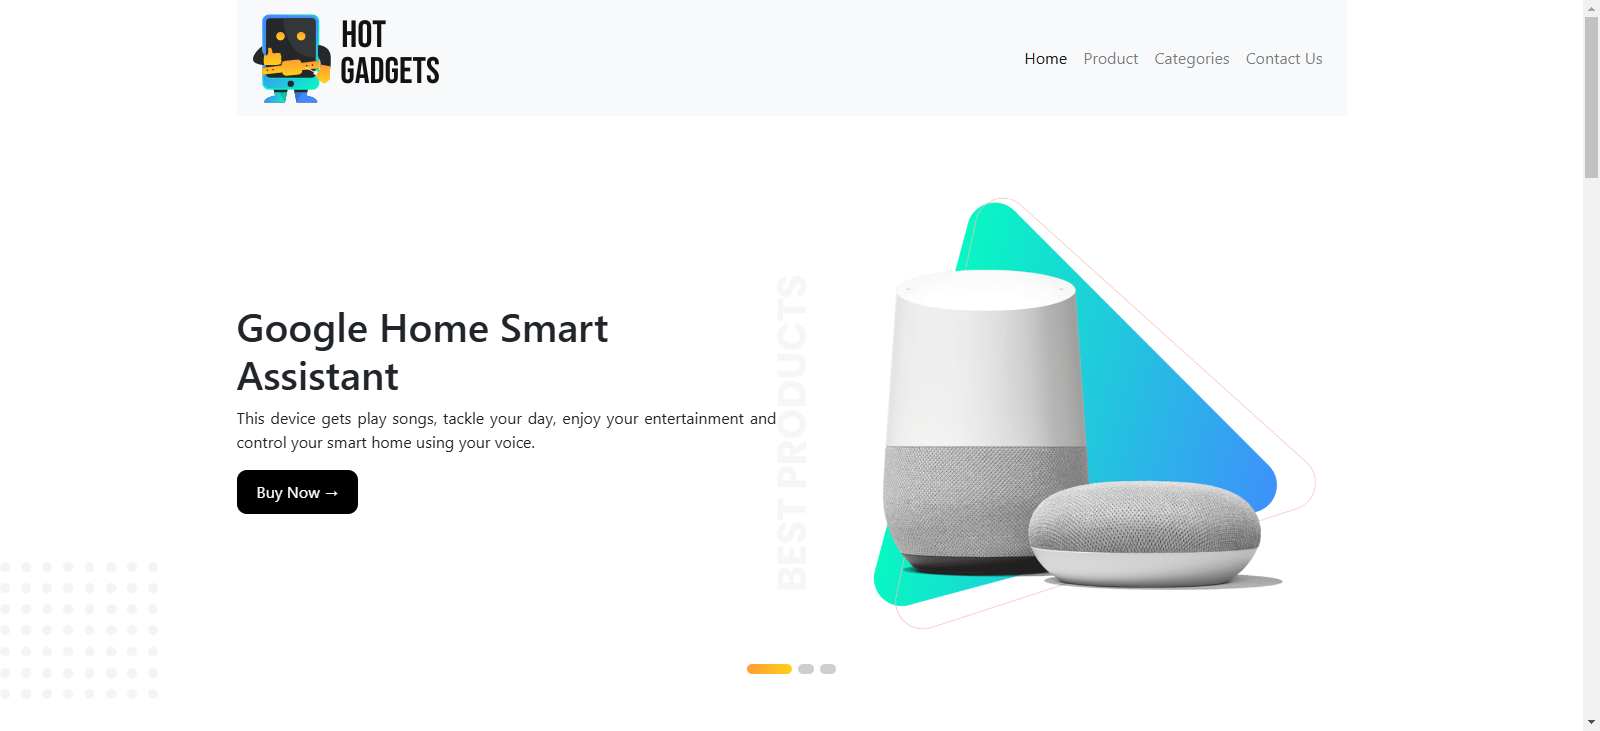 HOT
GADGETS
Home Product Categories Contact Us
Google Home Smart
Assistant
This device gets play songs, tackle your day, enjoy your entertainment and
control your smart home using your voice.
Buy Now →
BEST PRODUCTS